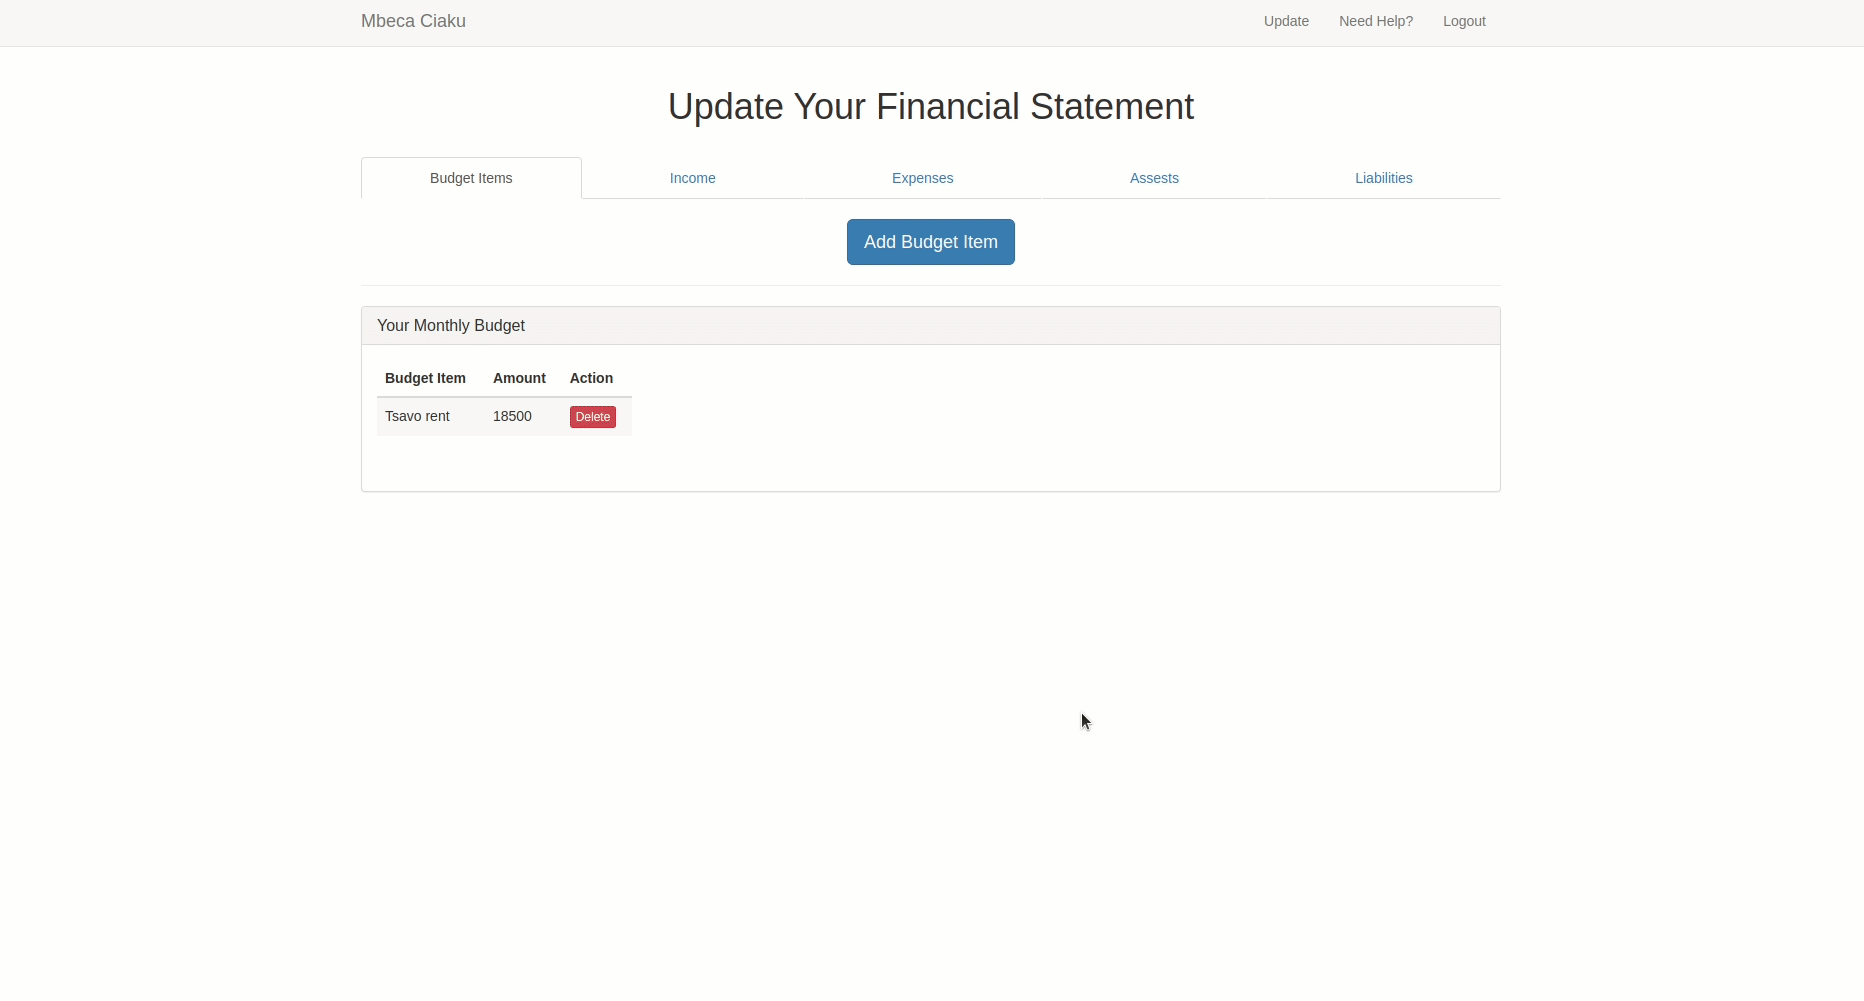 Mbeca Ciaku Update Need Help? Logout
Update Your Financial Statement
Budget Items Income Expenses Assests Liabilities
Add Budget Item
Your Monthly Budget
Budget Item Amount Action
Tsavo rent 18500 Delete